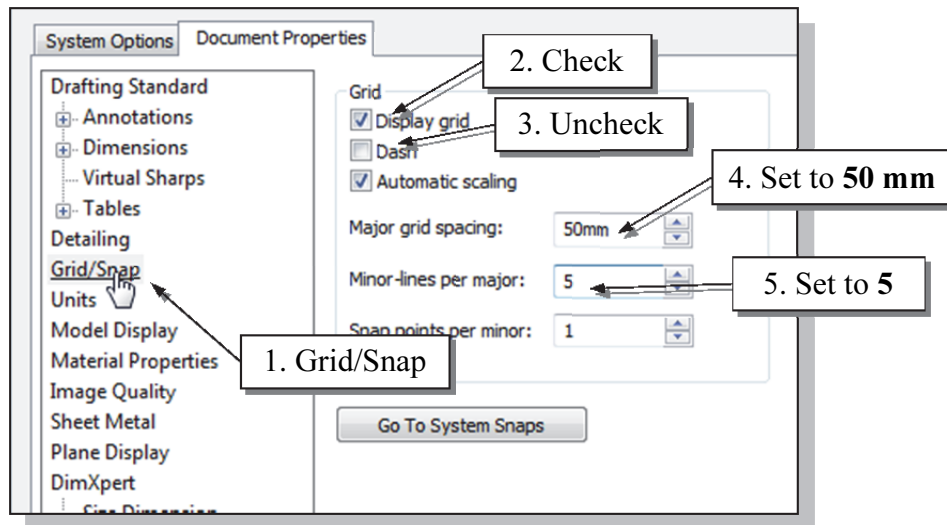 System Options
Document Properties
Drafting Standard
Annotations
Dimensions
Virtual Sharps
Tables
Detailing
Grid/Snap
Units
Model Display
Material Properties
Image Quality
Sheet Metal
Plane Display
DimXpert
Size Dimension
Grid
Display grid
Dash
Automatic scaling
Major grid spacing:
50mm
Minor-lines per major:
5
Snap points per minor:
1
Go To System Snaps
1. Grid/Snap
2. Check
3. Uncheck
4. Set to 50 mm
5. Set to 5